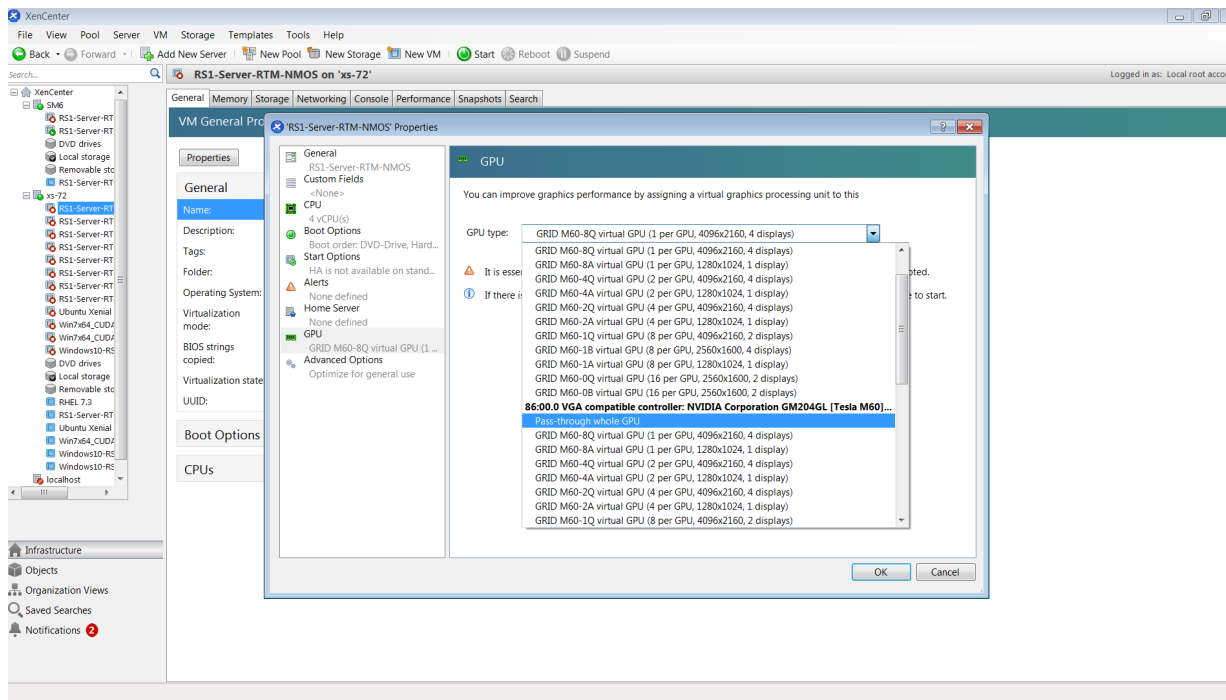 XenCenter
File View Pool Server VM Storage Templates Tools Help
Back Forward Add New Server New Pool New Storage New VM Start Reboot Suspend
Search...
RS1-Server-RTM-NMOS on 'xs-72'
Logged in as: Local root acco
XenCenter
SM6
RS1-Server-RT
RS1-Server-RT
DVD drives
Local storage
Removable sto
RS1-Server-RT
xs-72
RS1-Server-RT
RS1-Server-RT
RS1-Server-RT
RS1-Server-RT
RS1-Server-RT
RS1-Server-RT
RS1-Server-RT
RS1-Server-RT
Ubuntu Xenial
Win7x64_CUDA
Win7x64_CUDA
Windows10-RS
DVD drives
Local storage
Removable sto
RHEL 7.3
RS1-Server-RT
Ubuntu Xenial
Win7x64_CUDA
Windows10-RS
Windows10-RS
localhost
Infrastructure
Objects
Organization Views
Saved Searches
Notifications 2
General Memory Storage Networking Console Performance Snapshots Search
VM General Pro
Properties
General
Name:
Description:
Tags:
Folder:
Operating System:
Virtualization
mode:
BIOS strings
copied:
Virtualization state
UUID:
Boot Options
CPUs
'RS1-Server-RTM-NMOS' Properties
General
RS1-Server-RTM-NMOS
Custom Fields
<None>
CPU
4 vCPU(s)
Boot Options
Boot order: DVD-Drive, Hard...
Start Options
HA is not available on stand...
Alerts
None defined
Home Server
None defined
GPU
GRID M60-8Q virtual GPU (1 ...
Advanced Options
Optimize for general use
GPU
You can improve graphics performance by assigning a virtual graphics processing unit to this
GPU type: GRID M60-8Q virtual GPU (1 per GPU, 4096x2160, 4 displays)
It is esse
oted.
If there i
e to start.
GRID M60-8Q virtual GPU (1 per GPU, 4096x2160, 4 displays)
GRID M60-8A virtual GPU (1 per GPU, 1280x1024, 1 display)
GRID M60-4Q virtual GPU (2 per GPU, 4096x2160, 4 displays)
GRID M60-4A virtual GPU (2 per GPU, 1280x1024, 1 display)
GRID M60-2Q virtual GPU (4 per GPU, 4096x2160, 4 displays)
GRID M60-2A virtual GPU (4 per GPU, 1280x1024, 1 display)
GRID M60-1Q virtual GPU (8 per GPU, 4096x2160, 2 displays)
GRID M60-1B virtual GPU (8 per GPU, 2560x1600, 4 displays)
GRID M60-1A virtual GPU (8 per GPU, 1280x1024, 1 display)
GRID M60-0Q virtual GPU (16 per GPU, 2560x1600, 2 displays)
GRID M60-0B virtual GPU (16 per GPU, 2560x1600, 2 displays)
86:00.0 VGA compatible controller: NVIDIA Corporation GM204GL [Tesla M60]...
Pass-through whole GPU
GRID M60-8Q virtual GPU (1 per GPU, 4096x2160, 4 displays)
GRID M60-8A virtual GPU (1 per GPU, 1280x1024, 1 display)
GRID M60-4Q virtual GPU (2 per GPU, 4096x2160, 4 displays)
GRID M60-4A virtual GPU (2 per GPU, 1280x1024, 1 display)
GRID M60-2Q virtual GPU (4 per GPU, 4096x2160, 4 displays)
GRID M60-2A virtual GPU (4 per GPU, 1280x1024, 1 display)
GRID M60-1Q virtual GPU (8 per GPU, 4096x2160, 2 displays)
OK Cancel